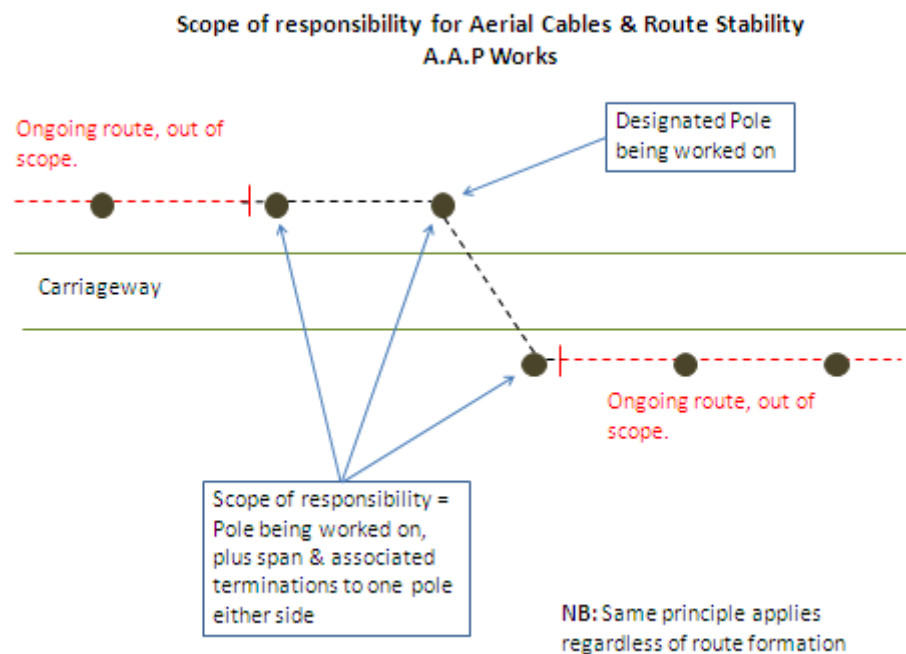 Scope of responsibility for Aerial Cables & Route Stability
A.A.P Works
Ongoing route, out of
scope.
Designated Pole
being worked on
Carriageway
Ongoing route, out of
scope.
Scope of responsibility =
Pole being worked on,
plus span & associated
terminations to one pole
either side
NB: Same principle applies
regardless of route formation